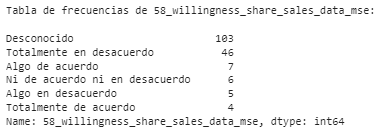 Tabla de frecuencias de 58_willingness_share_sales_data_mse:
Desconocido 103
Totalmente en desacuerdo 46
Algo de acuerdo 7
Ni de acuerdo ni en desacuerdo 6
Algo en desacuerdo 5
Totalmente de acuerdo 4
Name: 58_willingness_share_sales_data_mse, dtype: int64